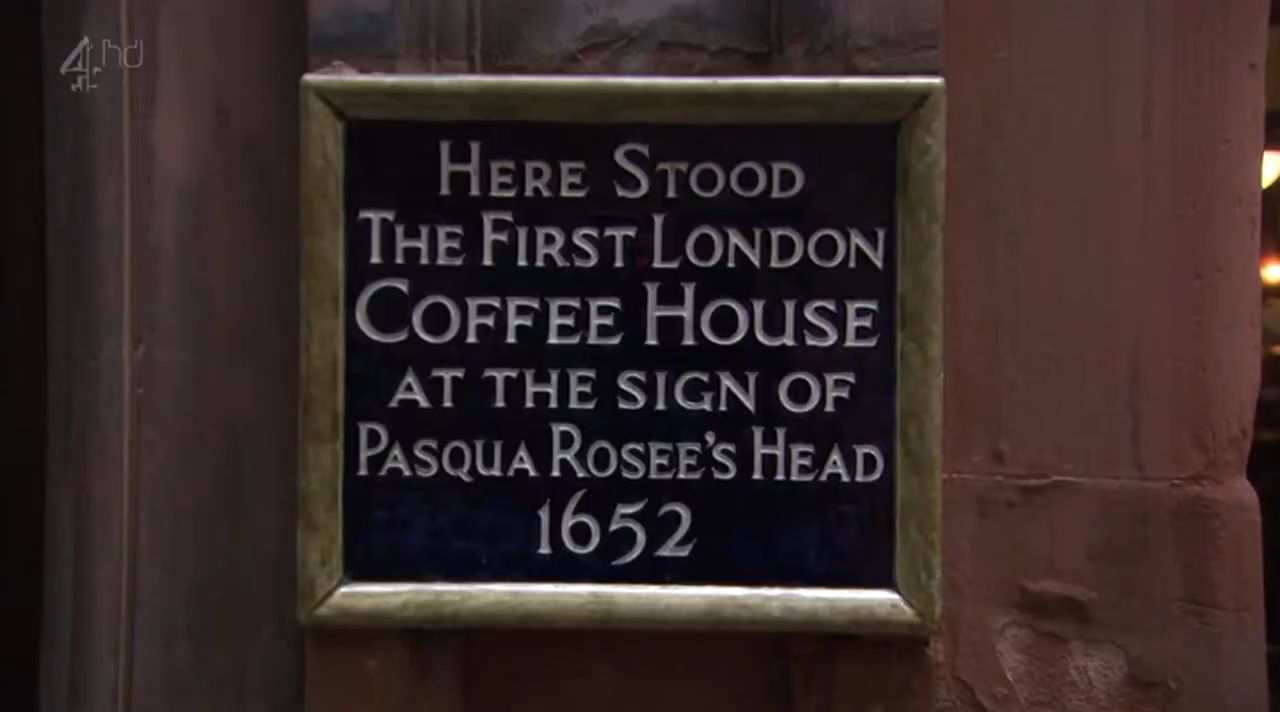 4hd
HERE STOOD
THE FIRST LONDON
COFFEE HOUSE
AT THE SIGN OF
PASQUA ROSEE'S HEAD
1652